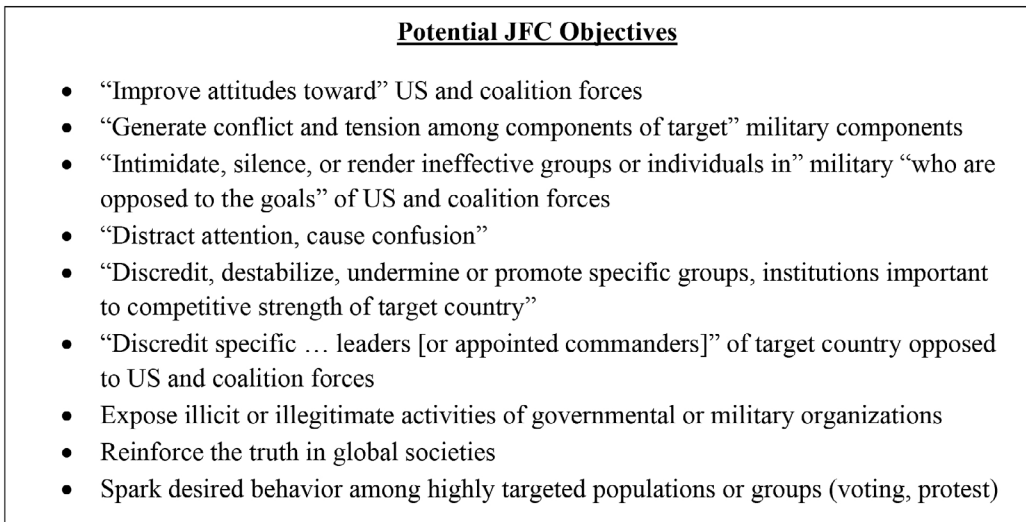 Potential JFC Objectives
• “Improve attitudes toward” US and coalition forces
• “Generate conflict and tension among components of target” military components
• “Intimidate, silence, or render ineffective groups or individuals in” military “who are
opposed to the goals” of US and coalition forces
• “Distract attention, cause confusion”
• “Discredit, destabilize, undermine or promote specific groups, institutions important
to competitive strength of target country”
• “Discredit specific … leaders [or appointed commanders]” of target country opposed
to US and coalition forces
• Expose illicit or illegitimate activities of governmental or military organizations
• Reinforce the truth in global societies
• Spark desired behavior among highly targeted populations or groups (voting, protest)